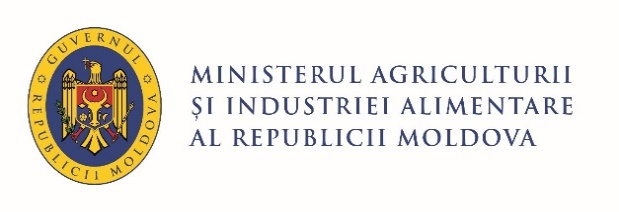 GUVERNUL
REPUBLICII MOLDOVA
MINISTERUL AGRICULTURII
ȘI INDUSTRIEI ALIMENTARE
AL REPUBLICII MOLDOVA